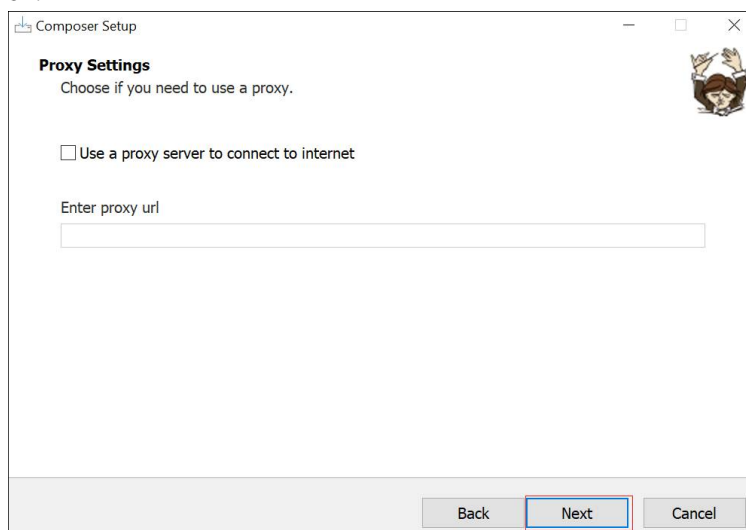 Composer Setup
Proxy Settings
Choose if you need to use a proxy.
Use a proxy server to connect to internet
Enter proxy url
Back Next Cancel